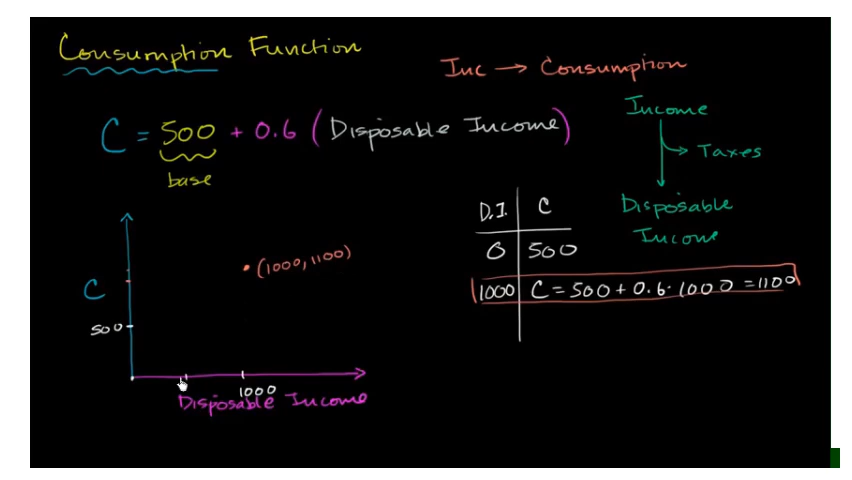 Consumption Function
Inc → Consumption
C = 500 + 0.6 (Disposable Income)
base
Income
Taxes
Disposable
Income
D.I. C
0 500
1000 C = 500 + 0.6 · 1000 = 1100
(1000, 1100)
C
500
1000
Disposable Income